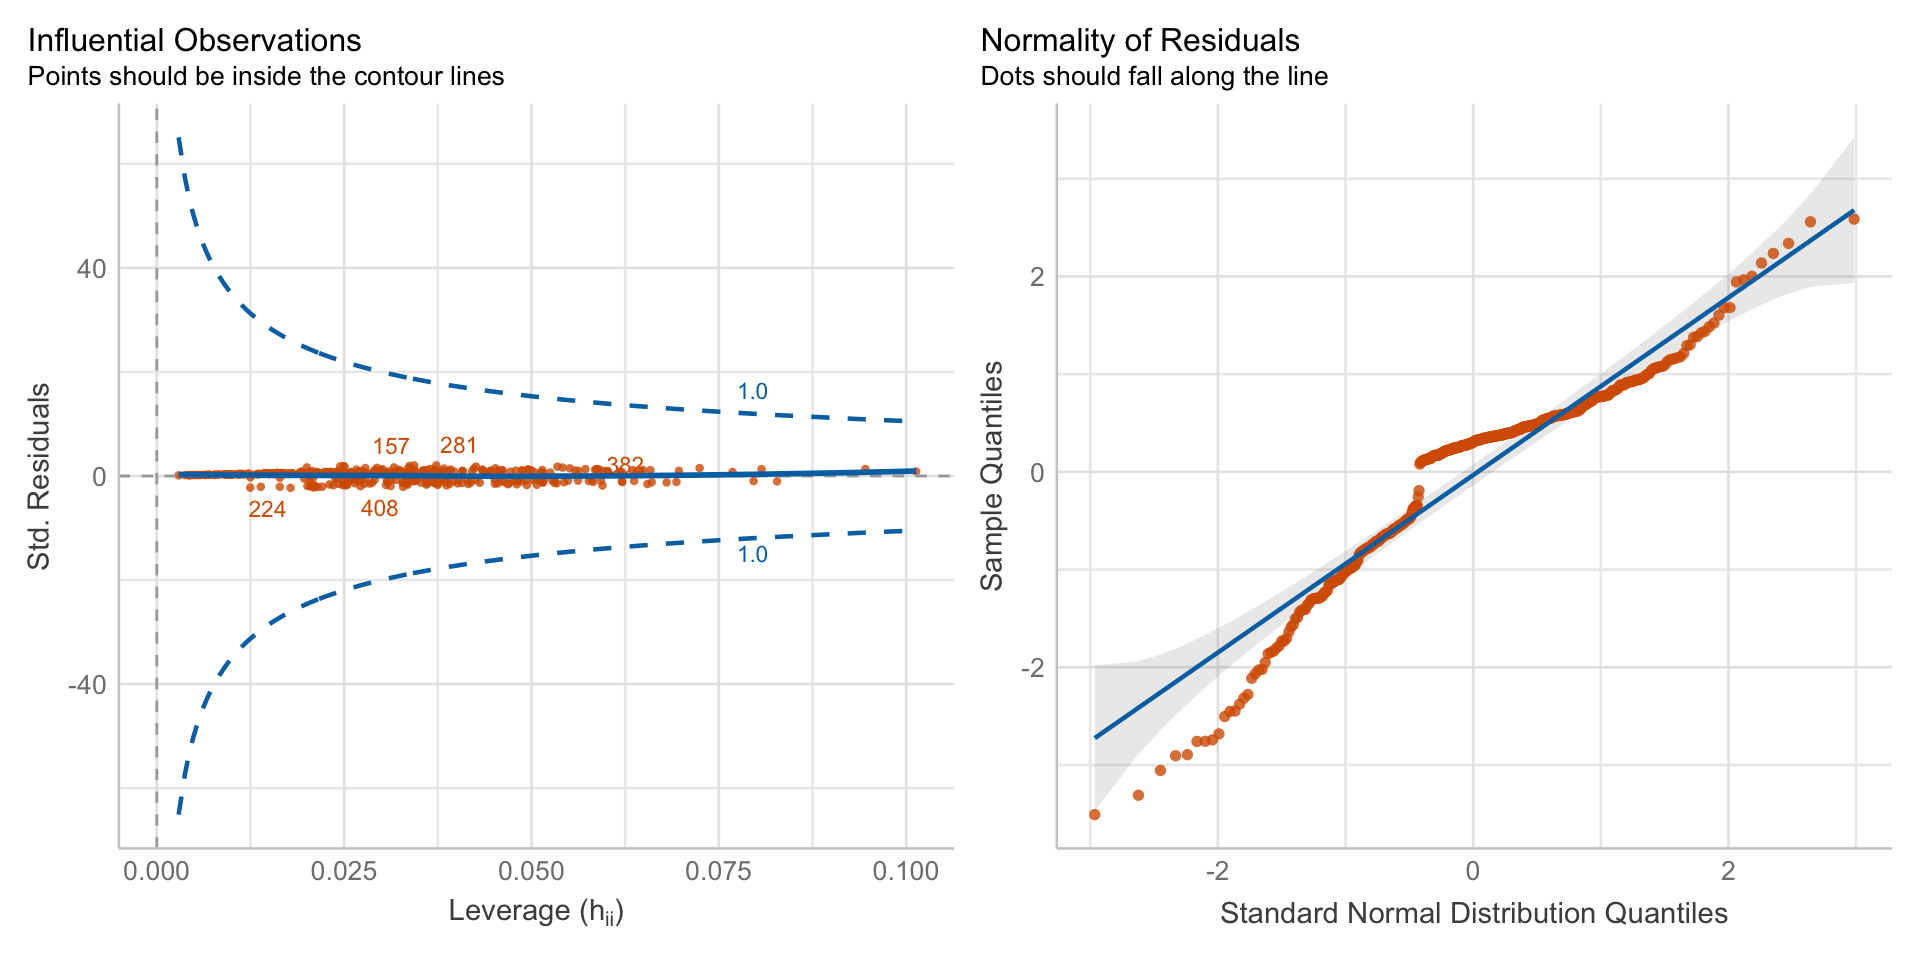 Influential Observations
Points should be inside the contour lines
Std. Residuals
40
0
-40
1.0
157
281
382
224
408
1.0
0.000
0.025
0.050
0.075
0.100
Leverage (hii)
Normality of Residuals
Dots should fall along the line
Sample Quantiles
2
0
-2
-2
0
2
Standard Normal Distribution Quantiles